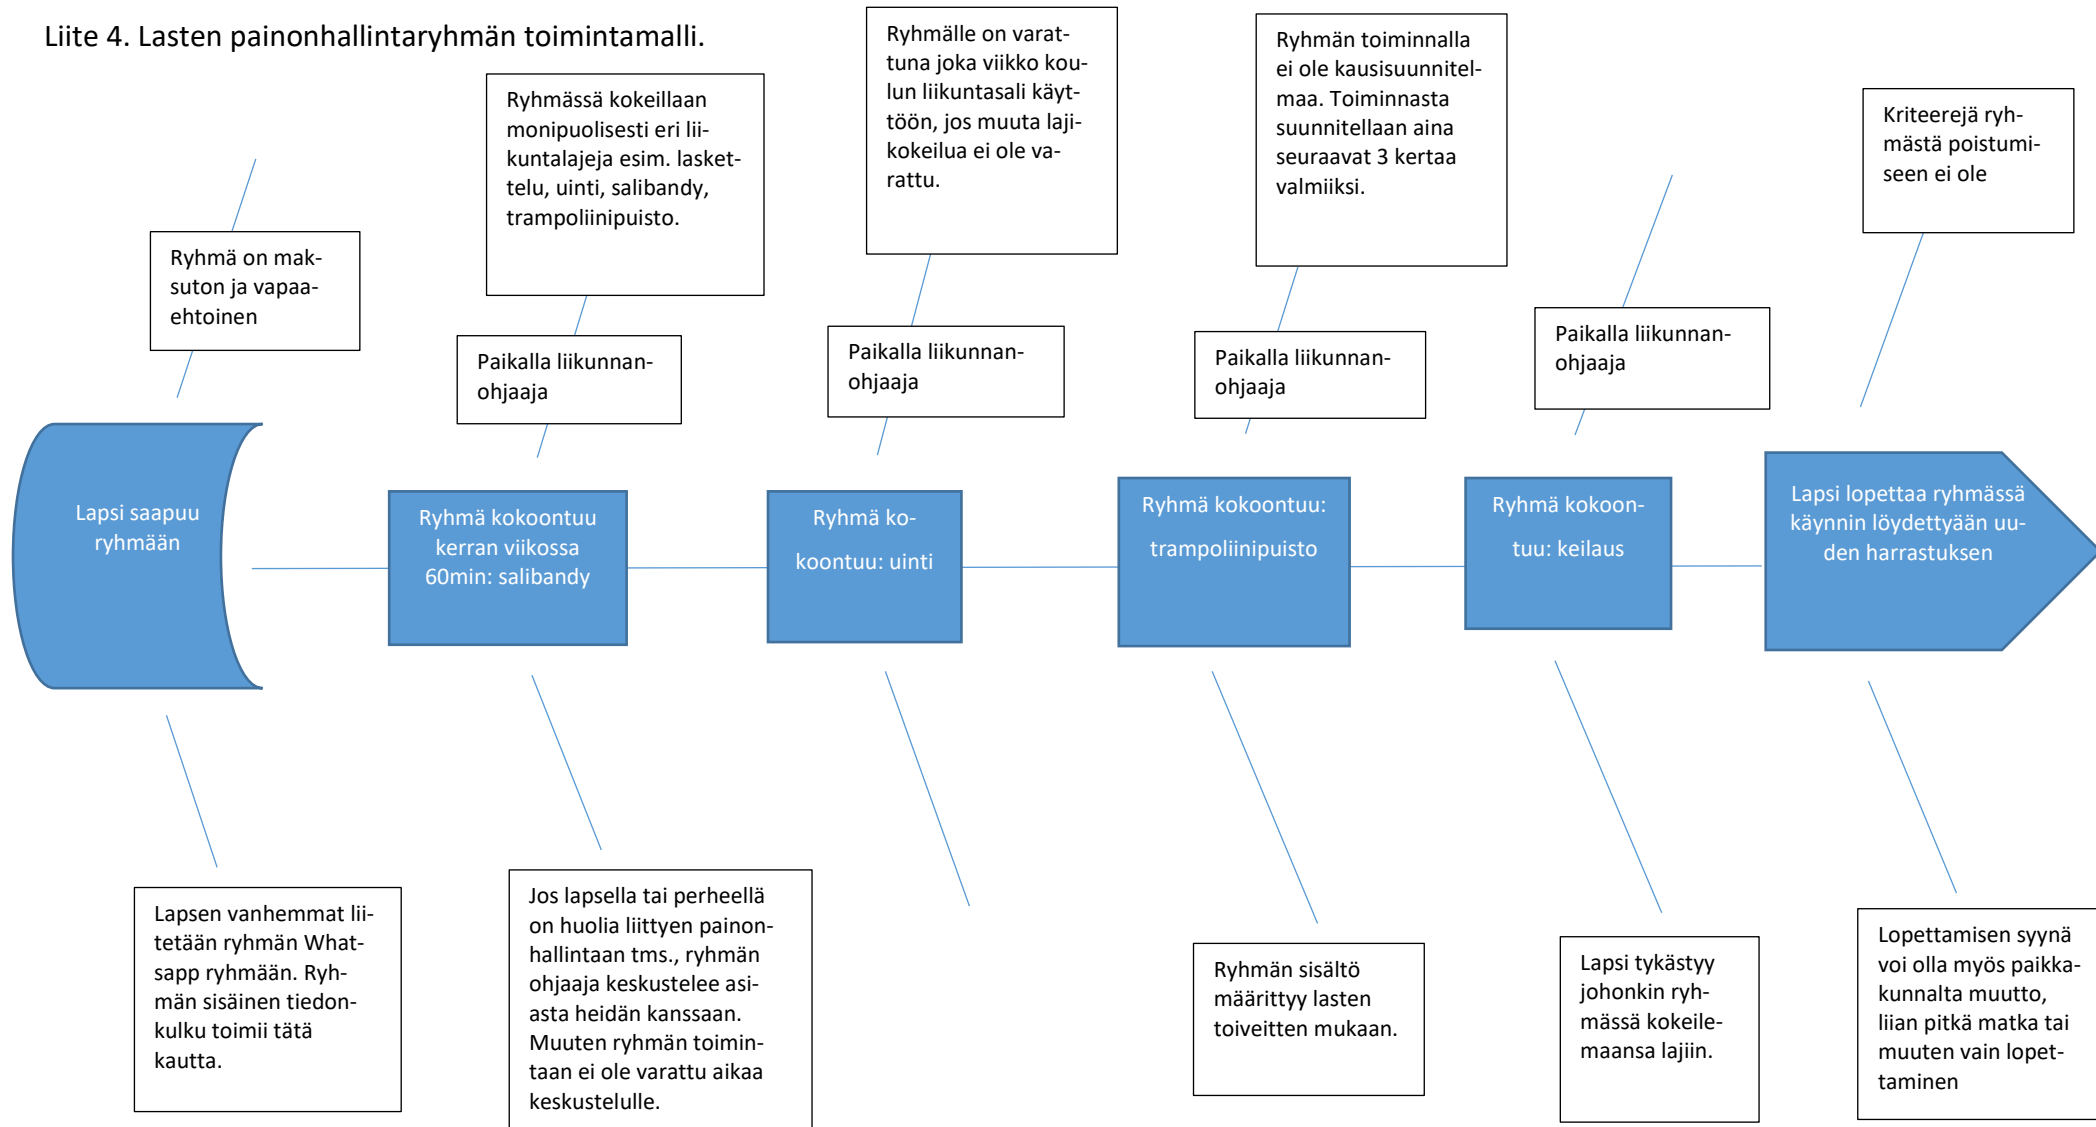 Liite 4. Lasten painonhallintaryhmän toimintamalli.
Ryhmä on mak-
suton ja vapaa-
ehtoinen
Ryhmässä kokeillaan
monipuolisesti eri lii-
kuntalajeja esim. lasket-
telu, uinti, salibandy,
trampoliinipuisto.
Paikalla liikunnan-
ohjaaja
Ryhmälle on varat-
tuna joka viikko kou-
lun liikuntasali käyt-
töön, jos muuta laji-
kokeilua ei ole va-
rattu.
Paikalla liikunnan-
ohjaaja
Ryhmän toiminnalla
ei ole kausisuunnitel-
maa. Toiminnasta
suunnitellaan aina
seuraavat 3 kertaa
valmiiksi.
Paikalla liikunnan-
ohjaaja
Paikalla liikunnan-
ohjaaja
Kriteerejä ryh-
mästä poistumi-
seen ei ole
Lapsi saapuu
ryhmään
Ryhmä kokoontuu
kerran viikossa
60min: salibandy
Ryhmä ko-
koontuu: uinti
Ryhmä kokoontuu:
trampoliinipuisto
Ryhmä kokoon-
tuu: keilaus
Lapsi lopettaa ryhmässä
käynnin löydettyään uu-
den harrastuksen
Lapsen vanhemmat lii-
tetään ryhmän What-
sapp ryhmään. Ryh-
män sisäinen tiedon-
kulku toimii tätä
kautta.
Jos lapsella tai perheellä
on huolia liittyen painon-
hallintaan tms., ryhmän
ohjaaja keskustelee asi-
asta heidän kanssaan.
Muuten ryhmän toimin-
taan ei ole varattu aikaa
keskustelulle.
Ryhmän sisältö
määrittyy lasten
toiveitten mukaan.
Lapsi tykästyy
johonkin ryh-
mässä kokeile-
maansa lajiin.
Lopettamisen syynä
voi olla myös paikka-
kunnalta muutto,
liian pitkä matka tai
muuten vain lopet-
taminen